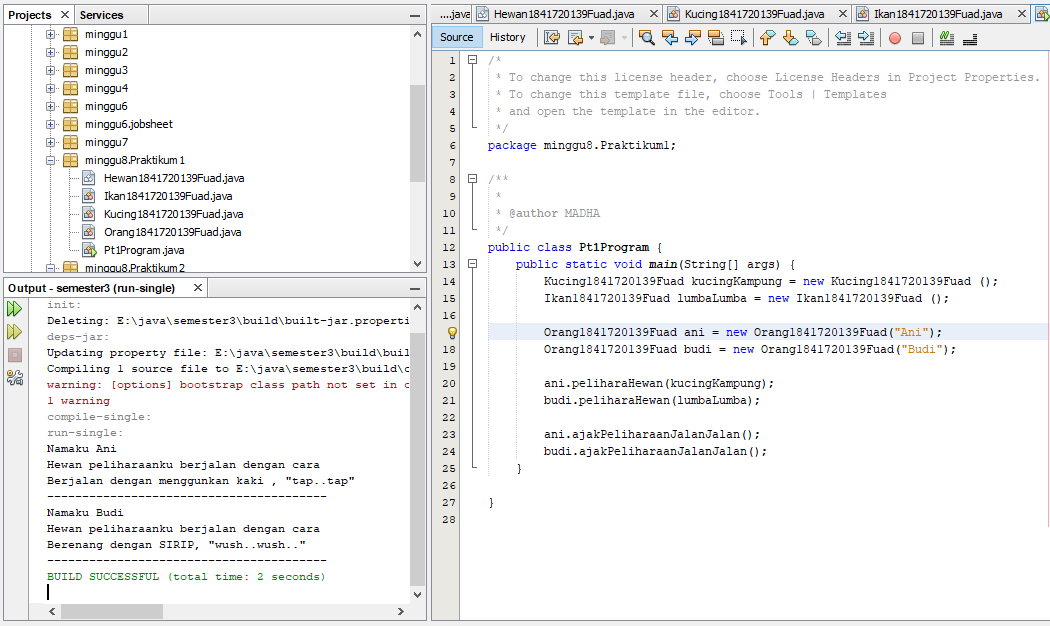 Projects
Services
minggu1
minggu2
minggu3
minggu4
minggu6
minggu6.jobsheet
minggu7
minggu8.Praktikum1
Hewan1841720139Fuad.java
Ikan1841720139Fuad.java
Kucing1841720139Fuad.java
Orang1841720139Fuad.java
Pt1Program.java
minggu8.Praktikum2
Output - semester3 (run-single)
init:
Deleting: E:\java\semester3\build\built-jar.properti
deps-jar:
Updating property file: E:\java\semester3\build\buil
Compiling 1 source file to E:\java\semester3\build\c
warning: [options] bootstrap class path not set in c
1 warning
compile-single:
run-single:
Namaku Ani
Hewan peliharaanku berjalan dengan cara
Berjalan dengan menggunkan kaki , "tap..tap"
----------------------------------------
Namaku Budi
Hewan peliharaanku berjalan dengan cara
Berenang dengan SIRIP, "wush..wush.."
----------------------------------------
BUILD SUCCESSFUL (total time: 2 seconds)
....java
Hewan1841720139Fuad.java
Kucing1841720139Fuad.java
Ikan1841720139Fuad.java
Source
History
1 /*
2 * To change this license header, choose License Headers in Project Properties.
3 * To change this template file, choose Tools | Templates
4 * and open the template in the editor.
5 */
6 package minggu8.Praktikum1;
7
8 /**
9 *
10 * @author MADHA
11 */
12 public class Pt1Program {
13 public static void main(String[] args) {
14 Kucing1841720139Fuad kucingKampung = new Kucing1841720139Fuad ();
15 Ikan1841720139Fuad lumbaLumba = new Ikan1841720139Fuad ();
16
Orang1841720139Fuad ani = new Orang1841720139Fuad("Ani");
18 Orang1841720139Fuad budi = new Orang1841720139Fuad("Budi");
19
20 ani.peliharaHewan(kucingKampung);
21 budi.peliharaHewan(lumbaLumba);
22
23 ani.ajakPeliharaanJalanJalan();
24 budi.ajakPeliharaanJalanJalan();
25 }
26
27 }
28